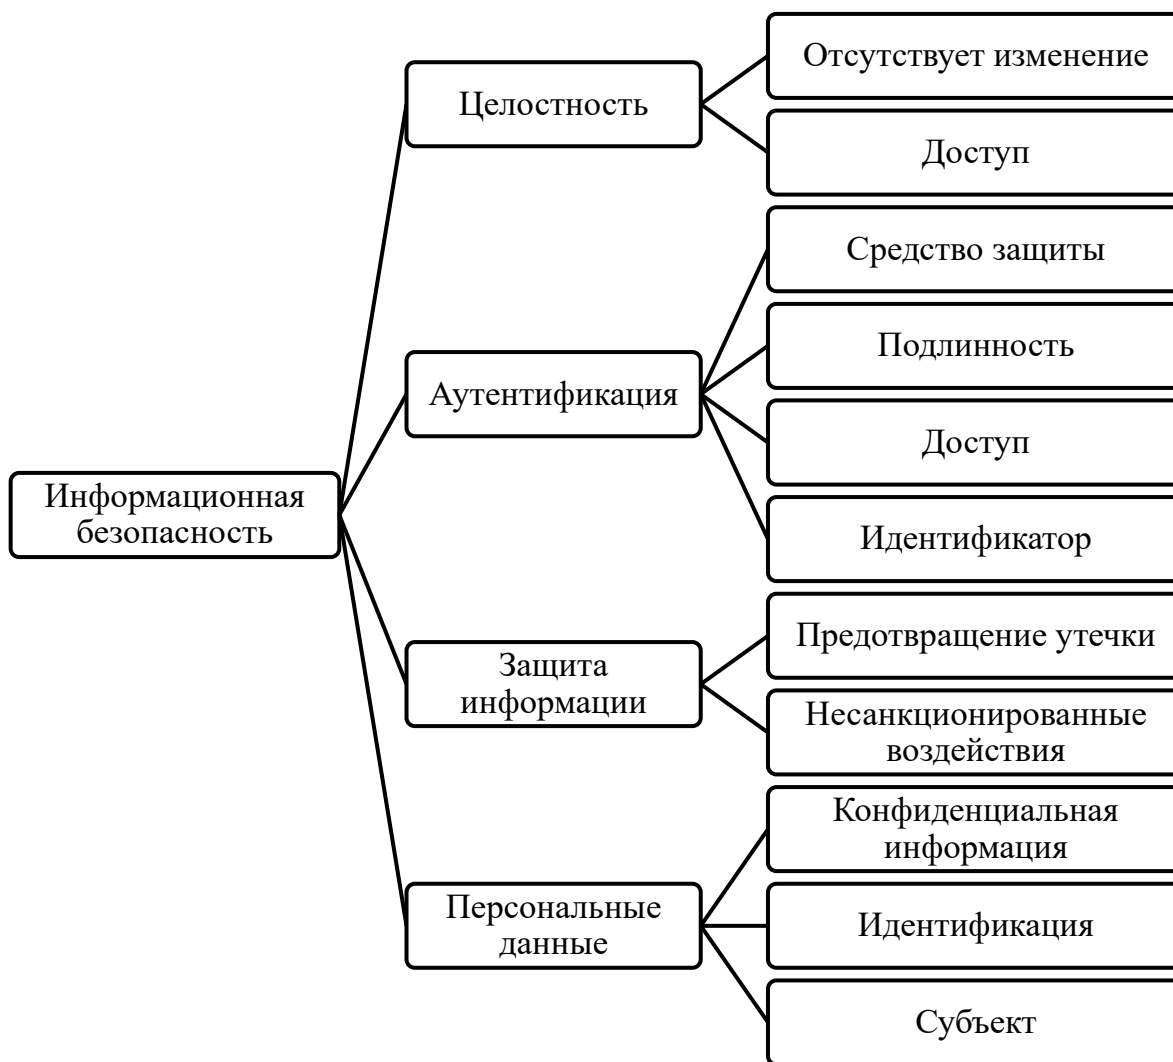 Информационная
безопасность
Целостность
Отсутствует изменение
Доступ
Аутентификация
Средство защиты
Подлинность
Доступ
Идентификатор
Защита
информации
Предотвращение утечки
Несанкционированные
воздействия
Персональные
данные
Конфиденциальная
информация
Идентификация
Субъект